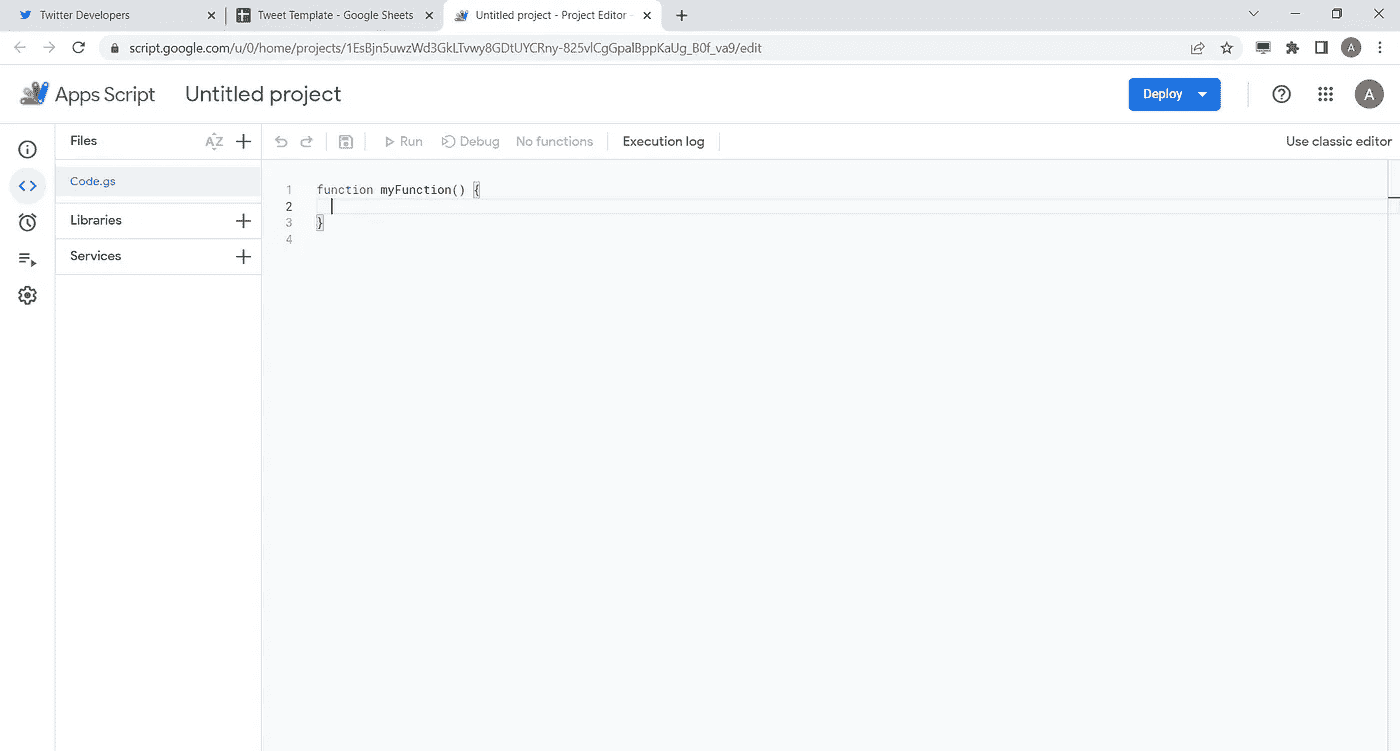 Twitter Developers
Tweet Template - Google Sheets
Untitled project - Project Editor -
script.google.com/u/0/home/projects/1EsBjn5uwzWd3GkLTvwy8GDtUYCRny-825vlCgGpalBppKaUg_B0f_va9/edit
A
Apps Script
Untitled project
Deploy
A
Files
AZ
Run
Debug
No functions
Execution log
Use classic editor
Code.gs
Libraries
Services
1 function myFunction() {
2
3 }
4